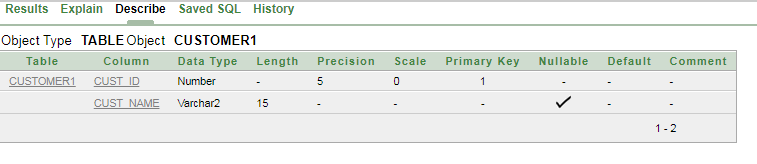 Results Explain Describe Saved SQL History
Object Type TABLE Object CUSTOMER1
Table Column Data Type Length Precision Scale Primary Key Nullable Default Comment
CUSTOMER1 CUST_ID Number - 5 0 1 - - -
CUST_NAME Varchar2 15 - - - ✓ - -
1 - 2